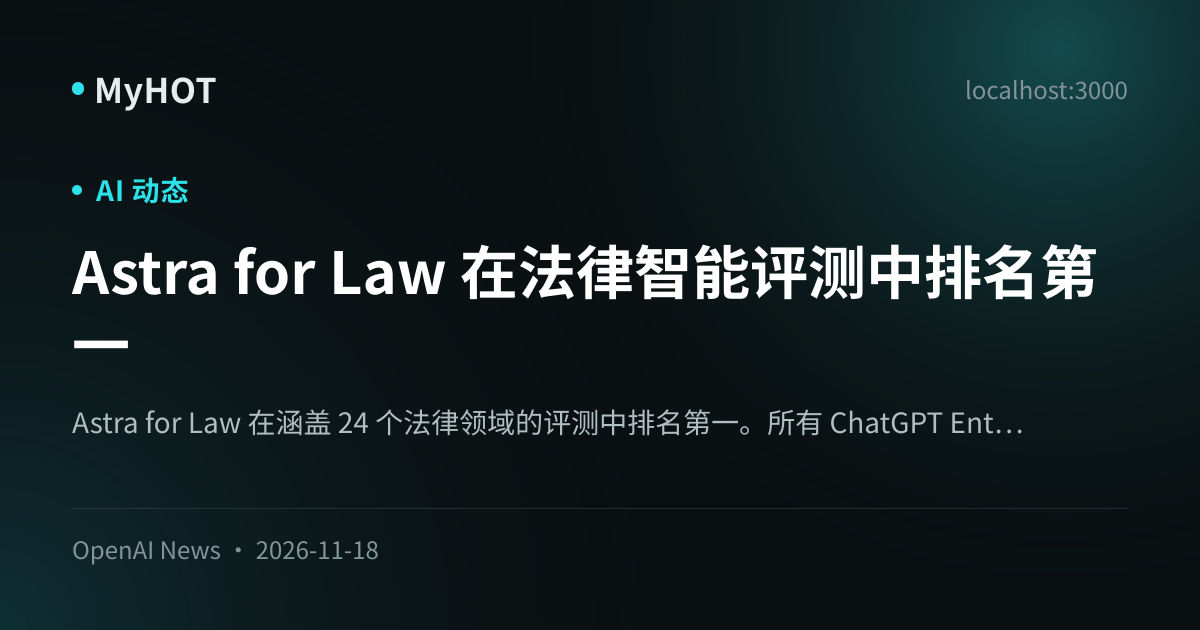 MyHOT
localhost:3000
AI 动态
Astra for Law 在法律智能评测中排名第
一
Astra for Law 在涵盖 24 个法律领域的评测中排名第一。所有 ChatGPT Ent…
OpenAI News · 2026-11-18